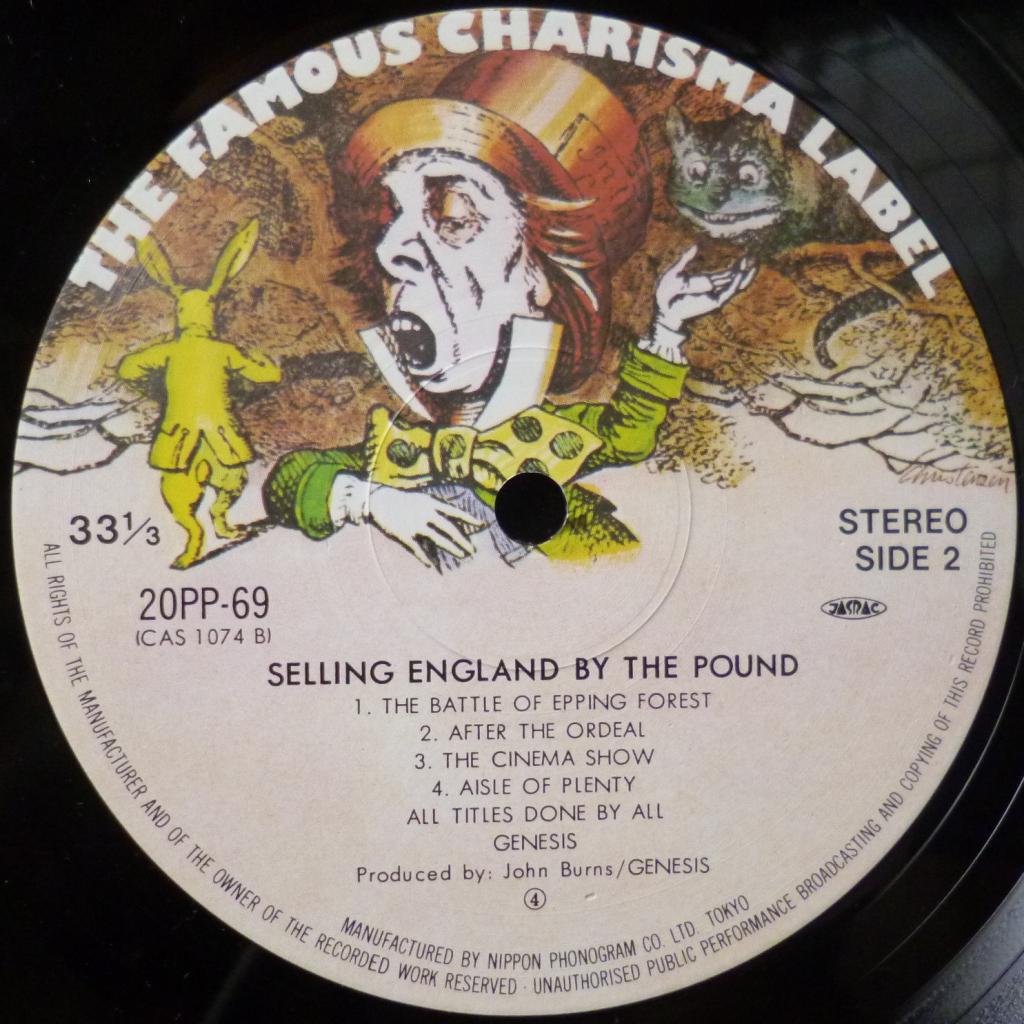 THE FAMOUS CHARISMA LABEL
33⅓
STEREO
SIDE 2
20PP-69
(CAS 1074 B)
JASRAC
SELLING ENGLAND BY THE POUND
1. THE BATTLE OF EPPING FOREST
2. AFTER THE ORDEAL
3. THE CINEMA SHOW
4. AISLE OF PLENTY
ALL TITLES DONE BY ALL
GENESIS
Produced by: John Burns/GENESIS
④
MANUFACTURED BY NIPPON PHONOGRAM CO. LTD. TOKYO
ALL RIGHTS OF THE MANUFACTURER AND OF THE OWNER OF THE RECORDED WORK RESERVED · UNAUTHORISED PUBLIC PERFORMANCE BROADCASTING AND COPYING OF THIS RECORD PROHIBITED